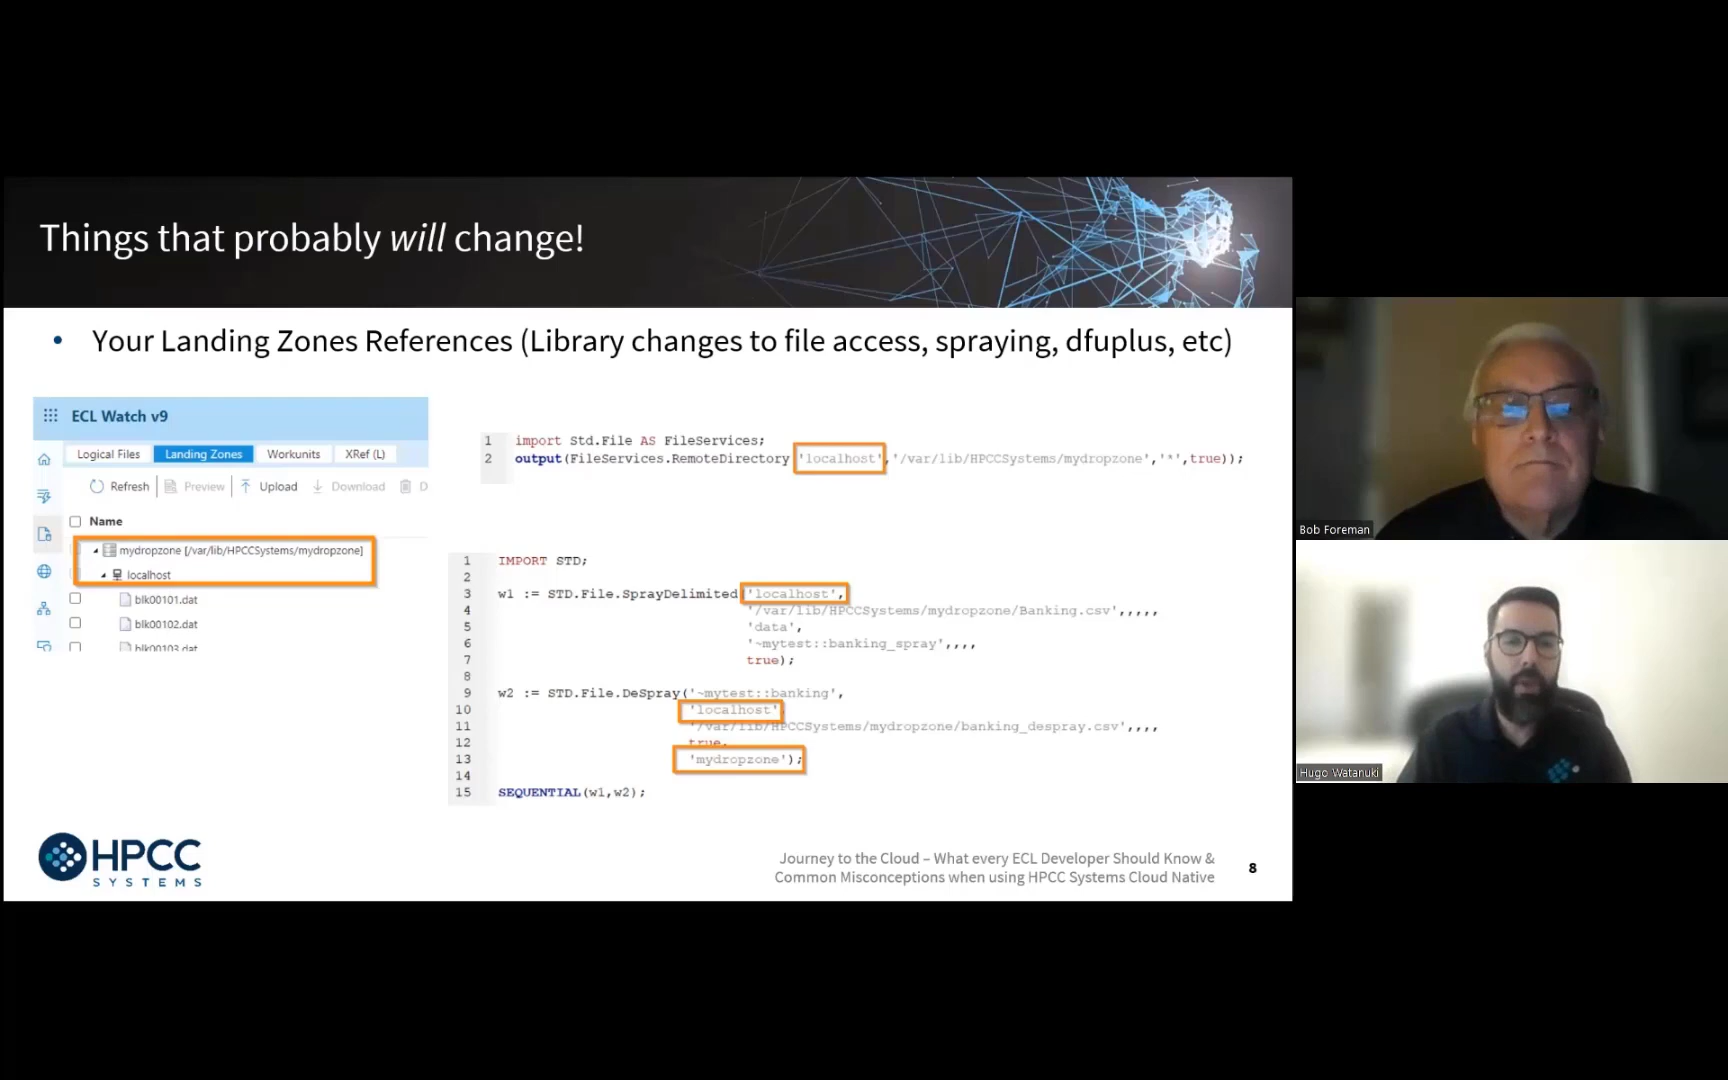 Things that probably will change!
• Your Landing Zones References (Library changes to file access, spraying, dfuplus, etc)
ECL Watch v9
Logical Files Landing Zones Workunits XRef (L)
Refresh Preview Upload Download D
Name
mydropzone [/var/lib/HPCCSystems/mydropzone]
localhost
blk00101.dat
blk00102.dat
blk00103.dat
1 import Std.File AS FileServices;
2 output(FileServices.RemoteDirectory 'localhost','/var/lib/HPCCSystems/mydropzone','*',true));
1 IMPORT STD;
2
3 w1 := STD.File.SprayDelimited 'localhost',
4 '/var/lib/HPCCSystems/mydropzone/Banking.csv',,,,,
5 'data',
6 '~mytest::banking_spray',,,,
7 true);
8
9 w2 := STD.File.DeSpray('~mytest::banking',
10 'localhost'
11 '/var/lib/HPCCSystems/mydropzone/banking_despray.csv',,,,
12 true,
13 'mydropzone');
14
15 SEQUENTIAL(w1,w2);
HPCC
SYSTEMS
Journey to the Cloud – What every ECL Developer Should Know &
Common Misconceptions when using HPCC Systems Cloud Native
8
Bob Foreman
Hugo Watanuki